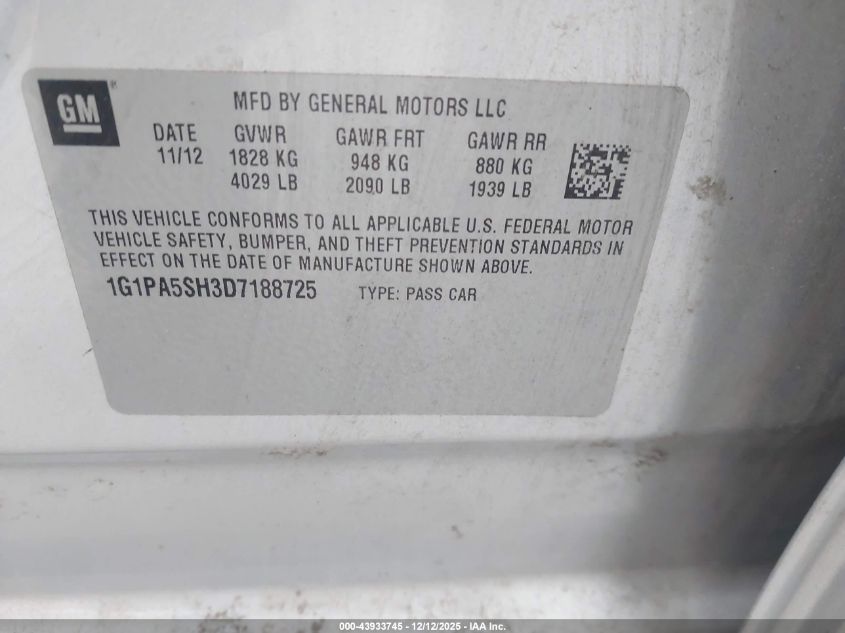 GM
MFD BY GENERAL MOTORS LLC
DATE GVWR GAWR FRT GAWR RR
11/12 1828 KG 948 KG 880 KG
4029 LB 2090 LB 1939 LB
THIS VEHICLE CONFORMS TO ALL APPLICABLE U.S. FEDERAL MOTOR
VEHICLE SAFETY, BUMPER, AND THEFT PREVENTION STANDARDS IN
EFFECT ON THE DATE OF MANUFACTURE SHOWN ABOVE.
1G1PA5SH3D7188725 TYPE: PASS CAR
000-43933745 - 12/12/2025 - IAA Inc.